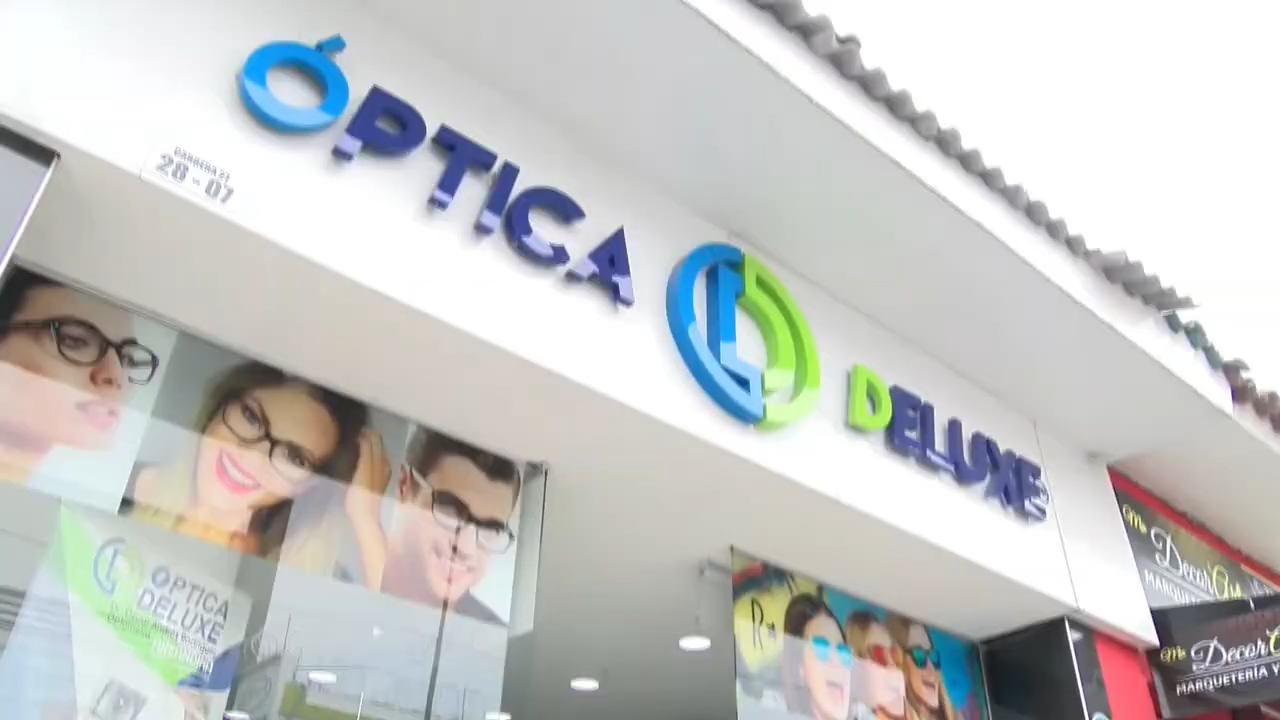 ÓPTICA DELUXE
CARRERA 21
28 - 07
ÓPTICA
DELUXE
Decor
MARQUETERÍA
Decor
MARQUETERÍA Y